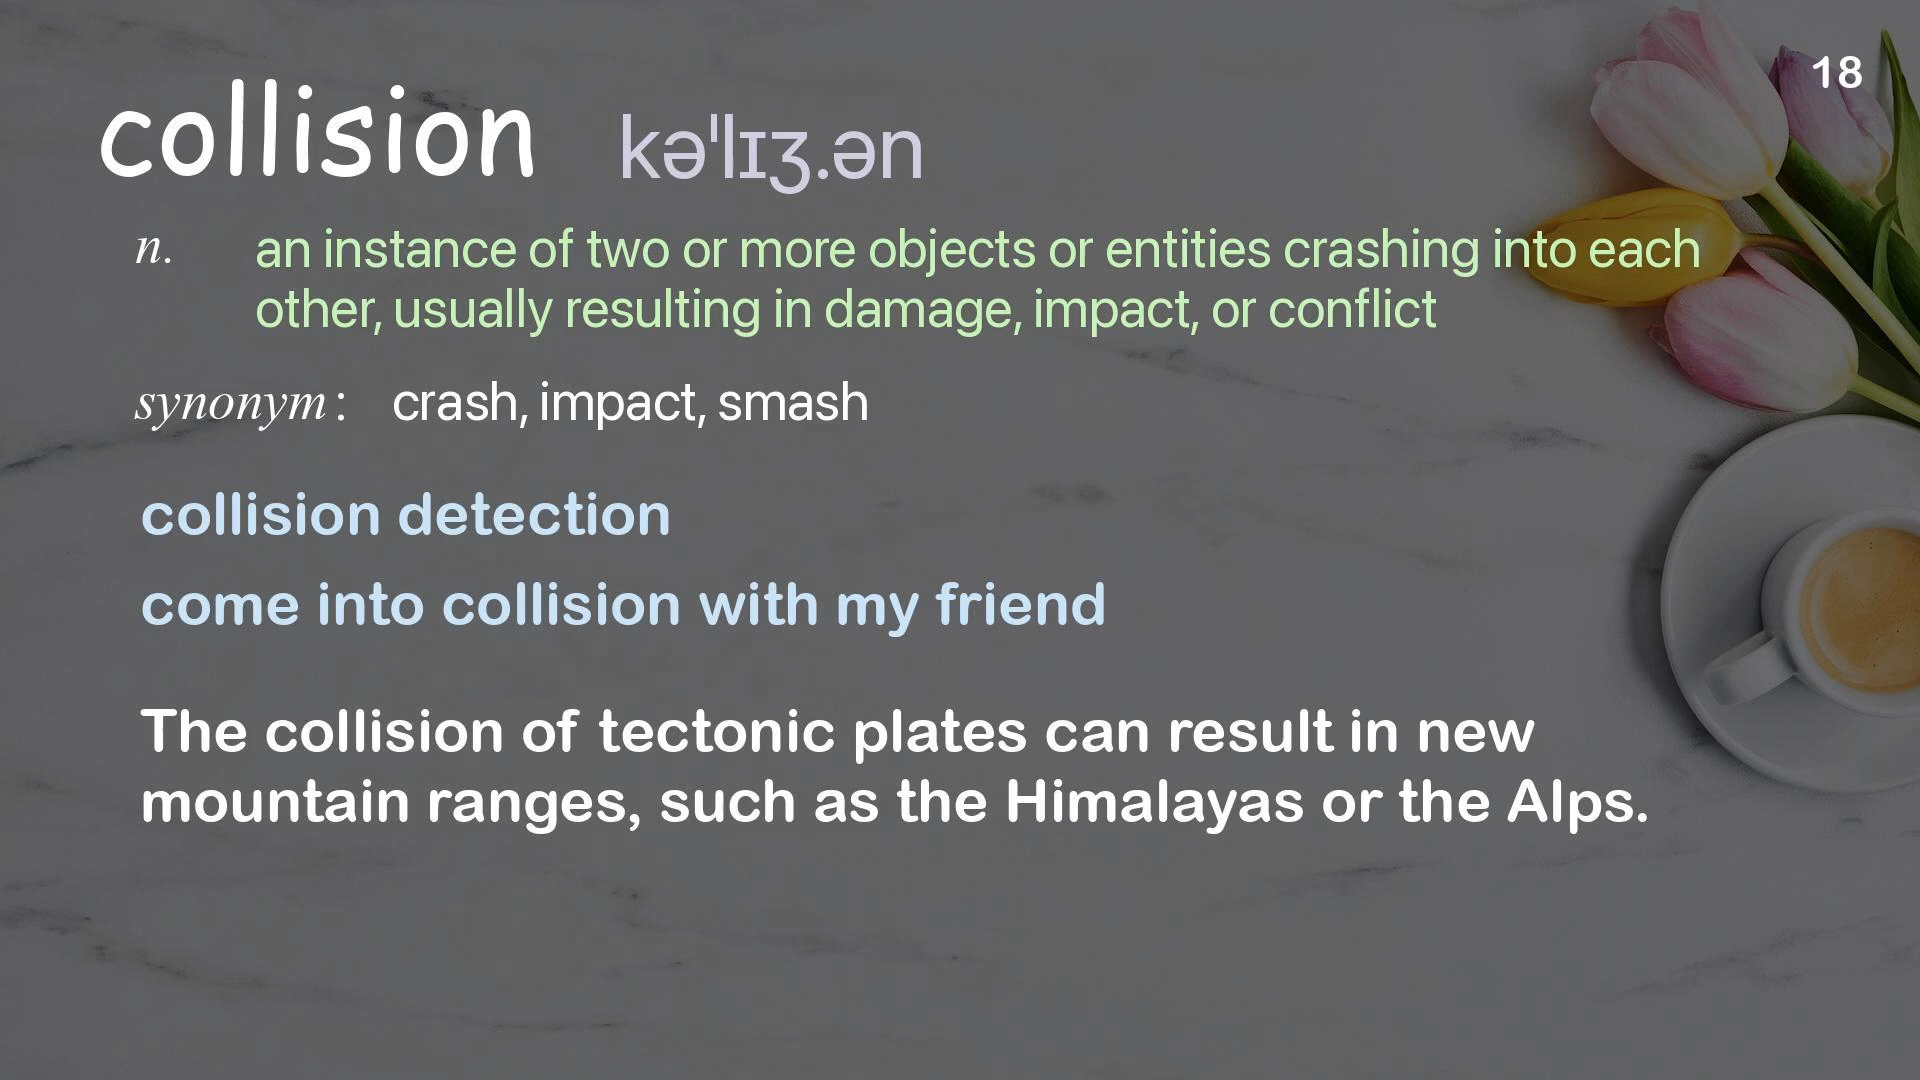 18
collision kəˈlɪʒ.ən
n. an instance of two or more objects or entities crashing into each
other, usually resulting in damage, impact, or conflict
synonym: crash, impact, smash
collision detection
come into collision with my friend
The collision of tectonic plates can result in new
mountain ranges, such as the Himalayas or the Alps.